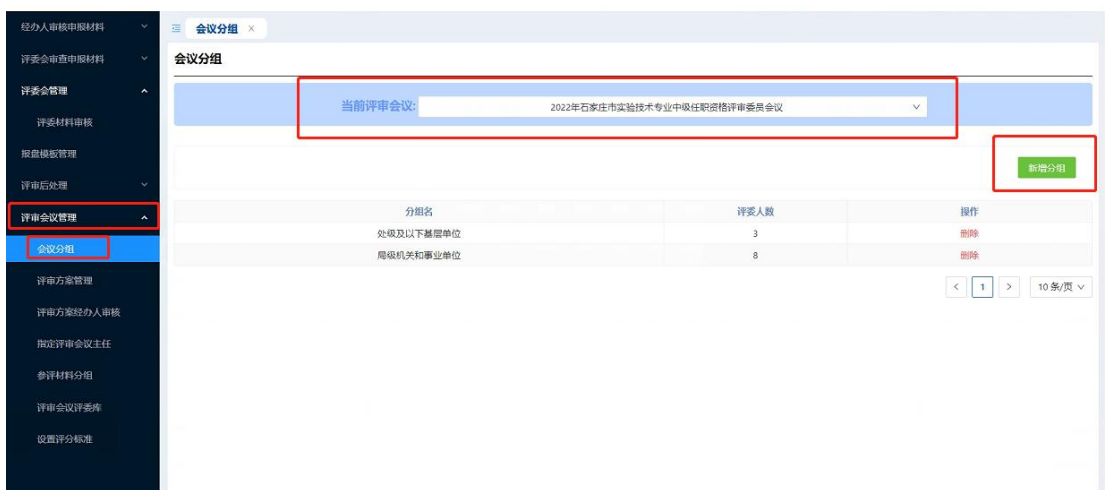 经办人审核申报材料
评委会审查申报材料
评委会管理
评委材料审核
报盘模板管理
评审后处理
评审会议管理
会议分组
评审方案管理
评审方案经办人审核
指定评审会议主任
参评材料分组
评审会议评委库
设置评分标准
会议分组 ×
会议分组
当前评审会议: 2022年石家庄市实验技术专业中级任职资格评审委员会议
新增分组
分组名 评委人数 操作
处级及以下基层单位 3 删除
局级机关和事业单位 8 删除
< 1 > 10 条/页